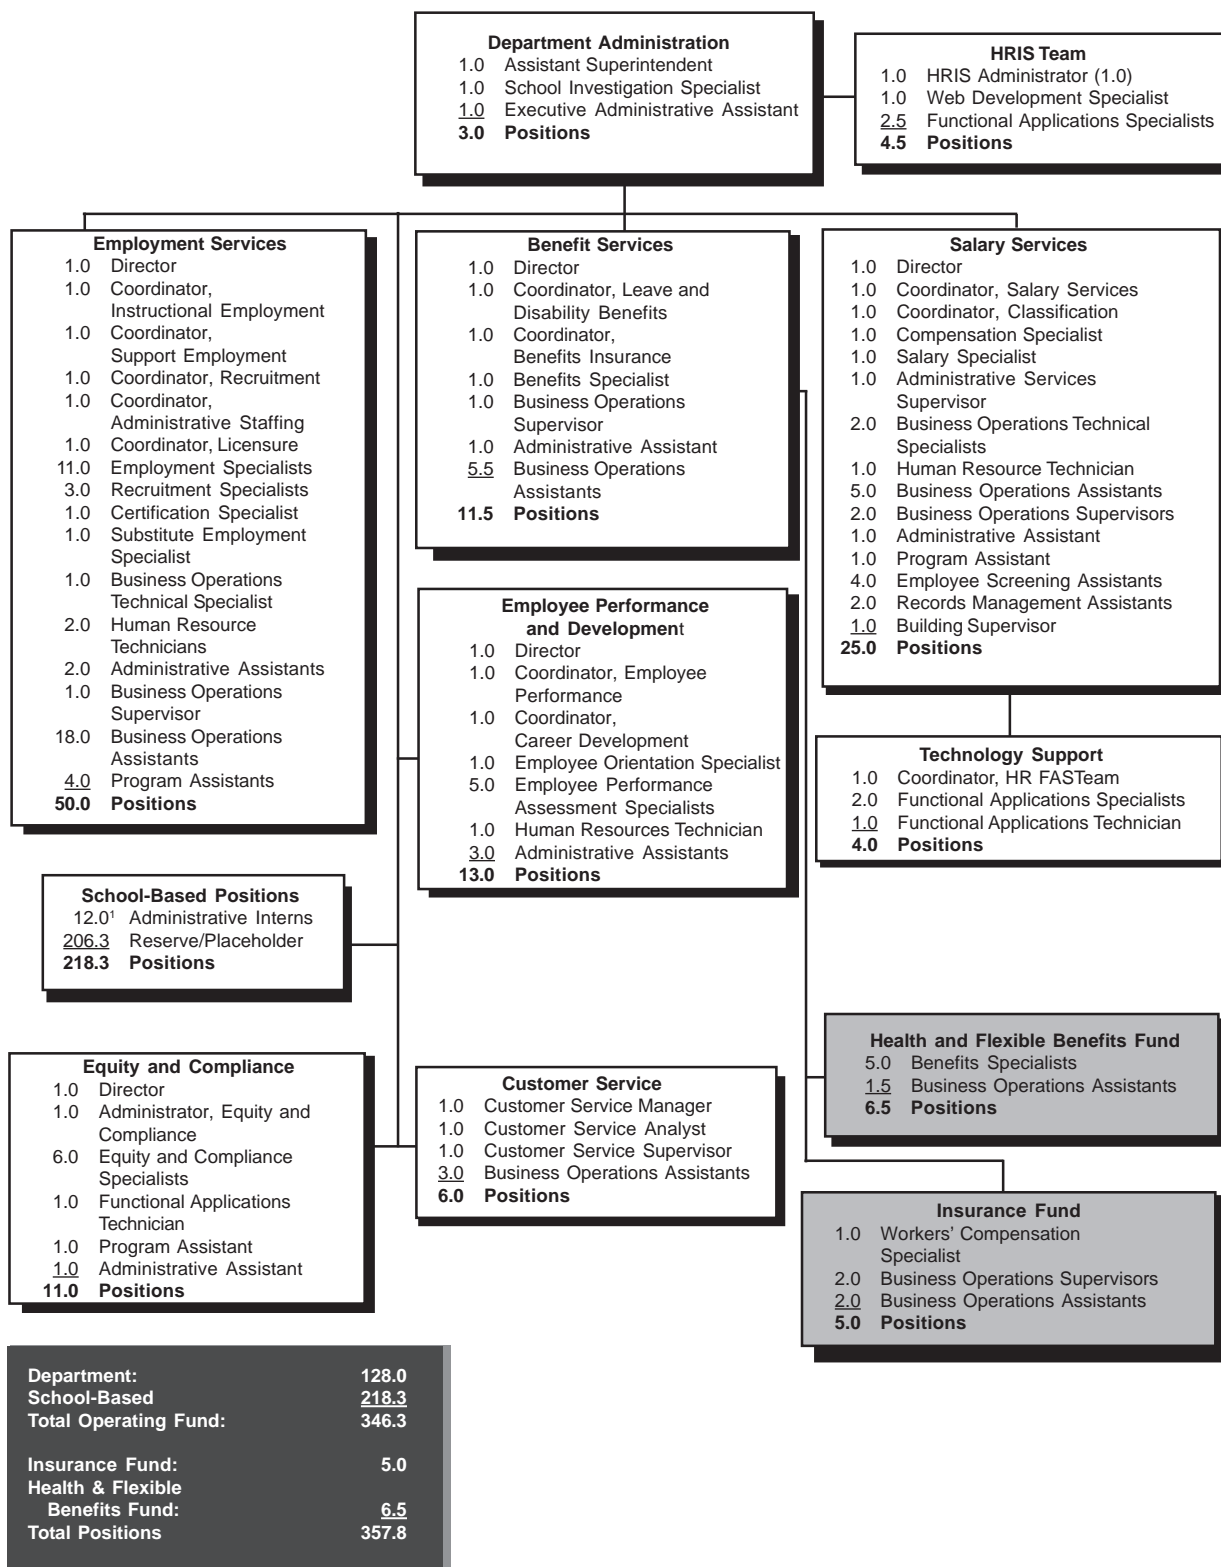 Department Administration
1.0 Assistant Superintendent
1.0 School Investigation Specialist
1.0 Executive Administrative Assistant
3.0 Positions
HRIS Team
1.0 HRIS Administrator (1.0)
1.0 Web Development Specialist
2.5 Functional Applications Specialists
4.5 Positions
Employment Services
1.0 Director
1.0 Coordinator,
Instructional Employment
1.0 Coordinator,
Support Employment
1.0 Coordinator, Recruitment
1.0 Coordinator,
Administrative Staffing
1.0 Coordinator, Licensure
11.0 Employment Specialists
3.0 Recruitment Specialists
1.0 Certification Specialist
1.0 Substitute Employment
Specialist
1.0 Business Operations
Technical Specialist
2.0 Human Resource
Technicians
2.0 Administrative Assistants
1.0 Business Operations
Supervisor
18.0 Business Operations
Assistants
4.0 Program Assistants
50.0 Positions
Benefit Services
1.0 Director
1.0 Coordinator, Leave and
Disability Benefits
1.0 Coordinator,
Benefits Insurance
1.0 Benefits Specialist
1.0 Business Operations
Supervisor
1.0 Administrative Assistant
5.5 Business Operations
Assistants
11.5 Positions
Salary Services
1.0 Director
1.0 Coordinator, Salary Services
1.0 Coordinator, Classification
1.0 Compensation Specialist
1.0 Salary Specialist
1.0 Administrative Services
Supervisor
2.0 Business Operations Technical
Specialists
1.0 Human Resource Technician
5.0 Business Operations Assistants
2.0 Business Operations Supervisors
1.0 Administrative Assistant
1.0 Program Assistant
4.0 Employee Screening Assistants
2.0 Records Management Assistants
1.0 Building Supervisor
25.0 Positions
Employee Performance
and Development
1.0 Director
1.0 Coordinator, Employee
Performance
1.0 Coordinator,
Career Development
1.0 Employee Orientation Specialist
5.0 Employee Performance
Assessment Specialists
1.0 Human Resources Technician
3.0 Administrative Assistants
13.0 Positions
Technology Support
1.0 Coordinator, HR FASTeam
2.0 Functional Applications Specialists
1.0 Functional Applications Technician
4.0 Positions
School-Based Positions
12.0¹ Administrative Interns
206.3 Reserve/Placeholder
218.3 Positions
Health and Flexible Benefits Fund
5.0 Benefits Specialists
1.5 Business Operations Assistants
6.5 Positions
Equity and Compliance
1.0 Director
1.0 Administrator, Equity and
Compliance
6.0 Equity and Compliance
Specialists
1.0 Functional Applications
Technician
1.0 Program Assistant
1.0 Administrative Assistant
11.0 Positions
Customer Service
1.0 Customer Service Manager
1.0 Customer Service Analyst
1.0 Customer Service Supervisor
3.0 Business Operations Assistants
6.0 Positions
Insurance Fund
1.0 Workers' Compensation
Specialist
2.0 Business Operations Supervisors
2.0 Business Operations Assistants
5.0 Positions
Department: 128.0
School-Based 218.3
Total Operating Fund: 346.3
Insurance Fund: 5.0
Health & Flexible
Benefits Fund: 6.5
Total Positions 357.8